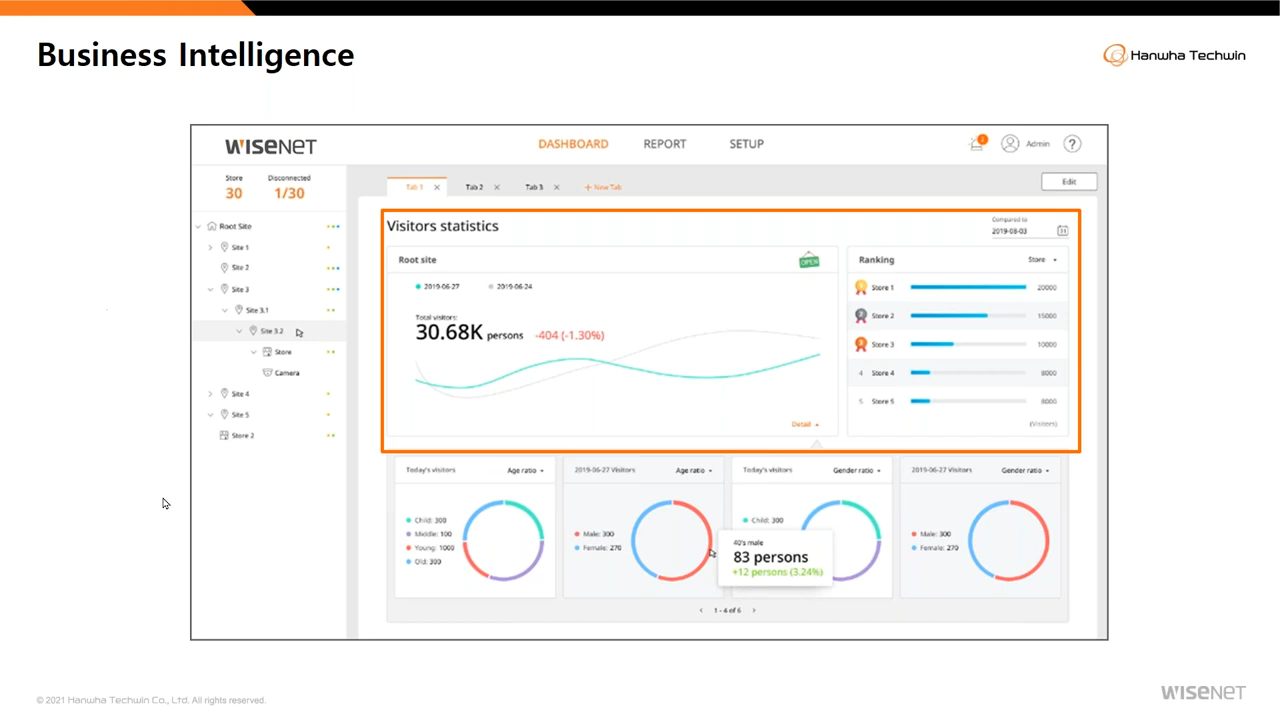 Business Intelligence
Hanwha Techwin
WISENET
DASHBOARD REPORT SETUP
1 Admin ?
Store Disconnected
30 1/30
Tab 1 Tab 2 Tab 3 + New Tab
Edit
Root Site
Site 1
Site 2
Site 3
Site 3.1
Site 3.2
Store
Camera
Site 4
Site 5
Store 2
Visitors statistics
Compared to
2019-08-03
Root site
OPEN
2019-06-27 2019-06-24
Total visitors:
30.68K persons -404 (-1.30%)
Detail
Ranking Store
Store 1 20000
2 Store 2 15000
3 Store 3 10000
4 Store 4 8000
5 Store 5 8000
(Visitors)
Today's visitors Age ratio
Child: 300
Middle: 100
Young: 1000
Old: 300
2019-06-27 Visitors Age ratio
Male: 300
Female: 270
Today's visitors Gender ratio
Child: 300
40's male
83 persons
+12 persons (3.24%)
2019-06-27 Visitors Gender ratio
Male: 300
Female: 270
< 1 - 4 of 6 >
© 2021 Hanwha Techwin Co., Ltd. All rights reserved.
WISENET